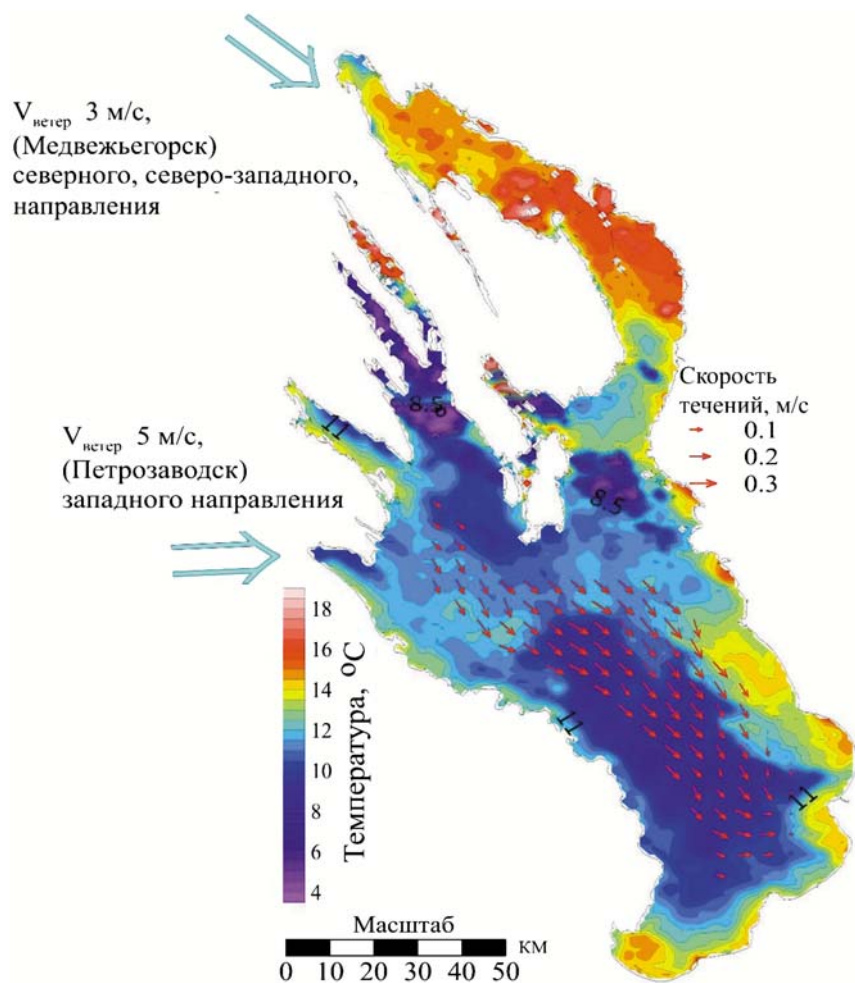 V ветер 3 м/с,
(Медвежьегорск)
северного, северо-западного,
направления
8.5
11
Скорость
течений, м/с
0.1
0.2
0.3
V ветер 5 м/с,
(Петрозаводск)
западного направления
8.5
Температура, °C
18
16
14
12
10
8
6
4
11
11
Масштаб
0 10 20 30 40 50 км